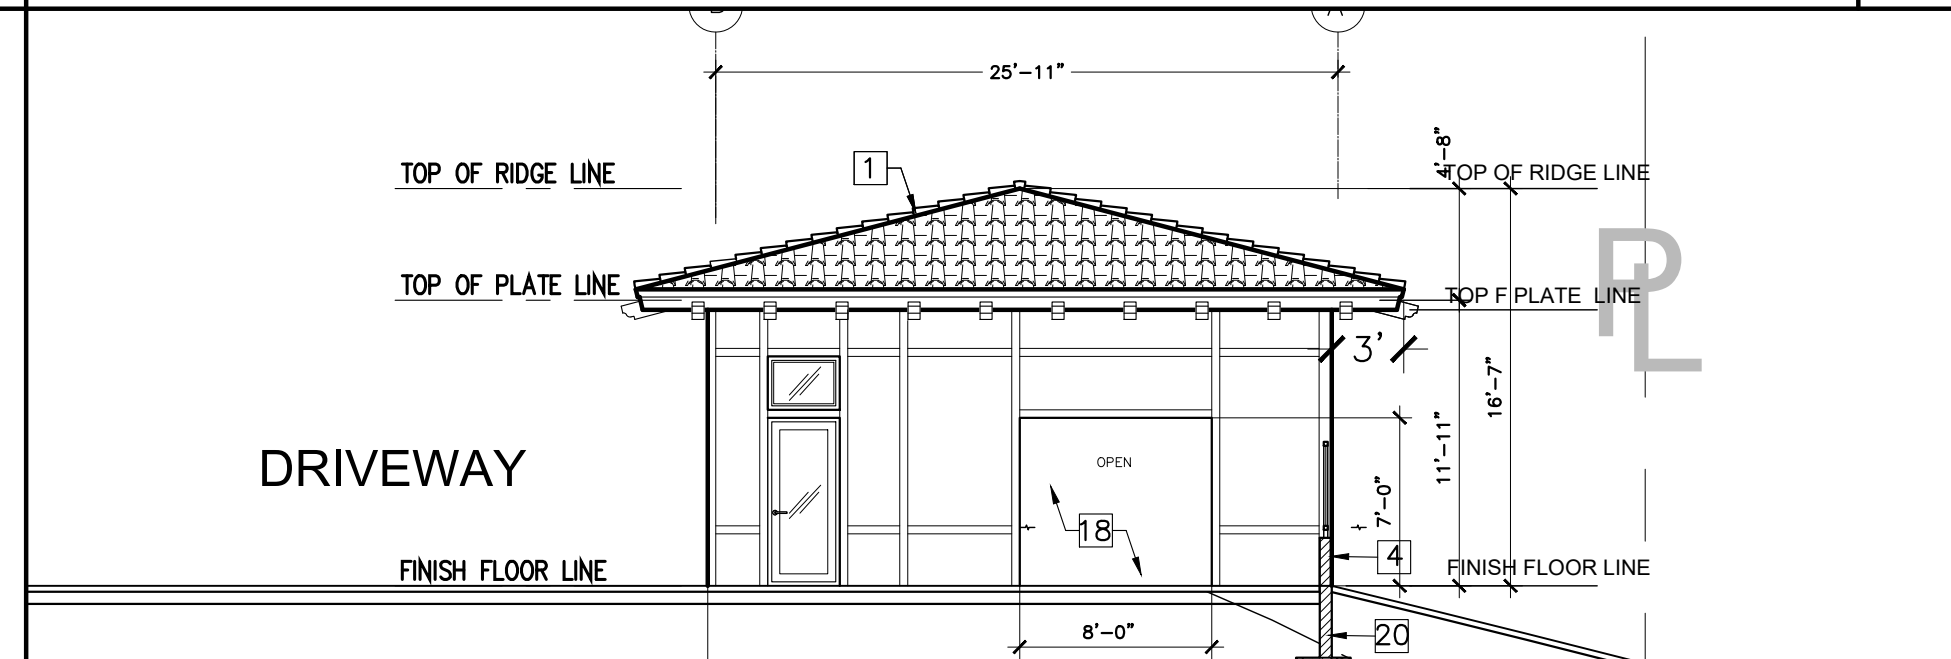 25'-11"
4'-8"
TOP OF RIDGE LINE
1
TOP OF RIDGE LINE
TOP OF PLATE LINE
TOP F PLATE LINE
PL
3'
16'-7"
11'-11"
DRIVEWAY
OPEN
7'-0"
18
4
FINISH FLOOR LINE
FINISH FLOOR LINE
8'-0"
20